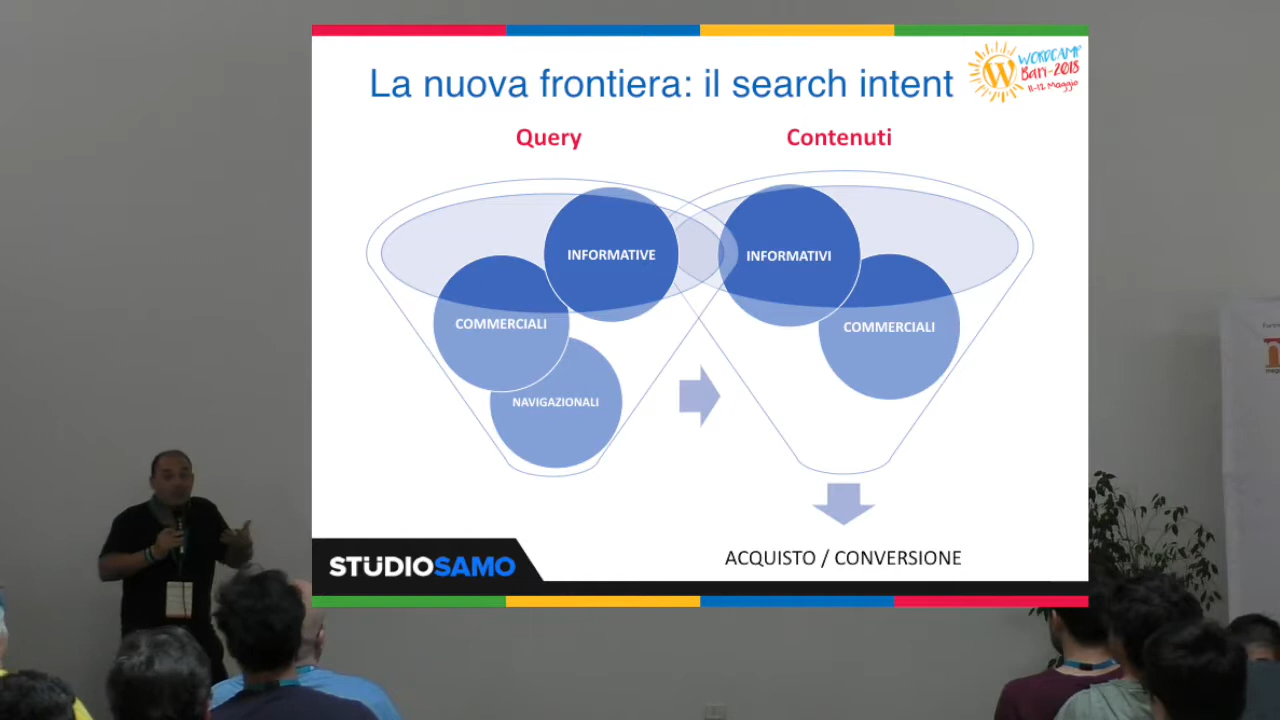 La nuova frontiera: il search intent
WORDCAMP
Bari-2018
11-12 Maggio
Query
Contenuti
INFORMATIVE
INFORMATIVI
COMMERCIALI
COMMERCIALI
NAVIGAZIONALI
STUDIOSAMO
ACQUISTO / CONVERSIONE